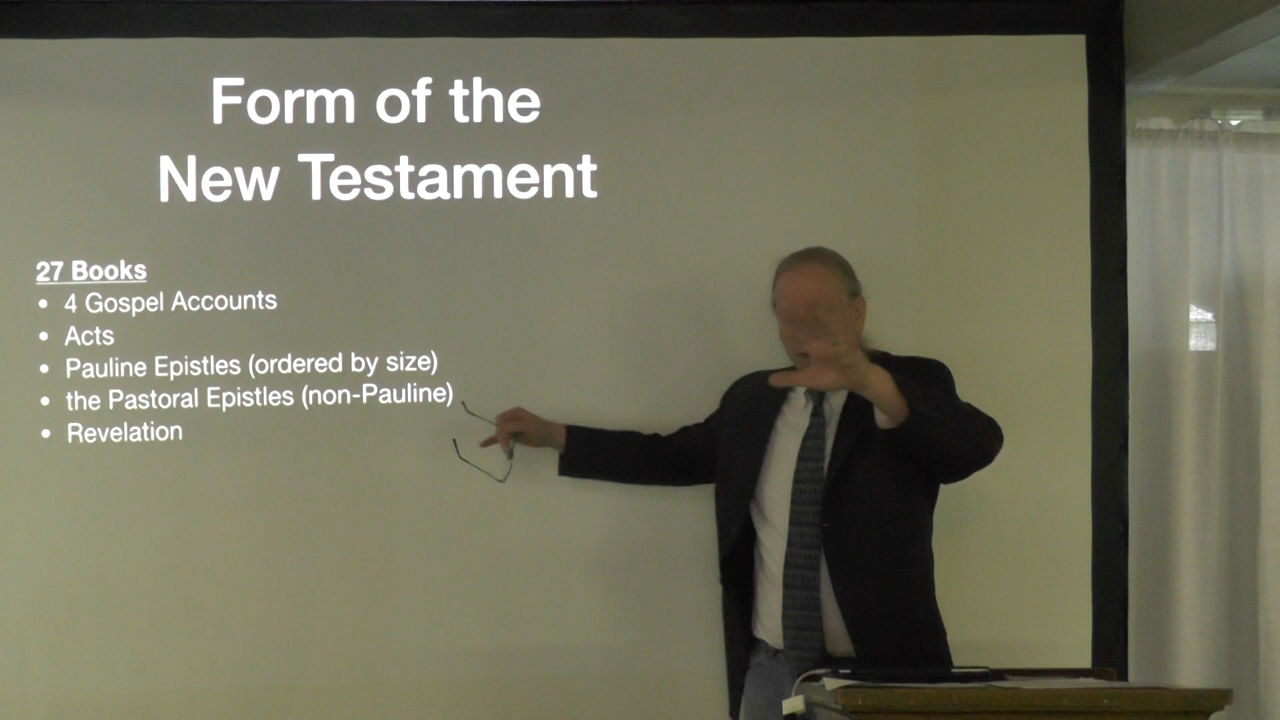 Form of the
New Testament
27 Books
• 4 Gospel Accounts
• Acts
• Pauline Epistles (ordered by size)
• the Pastoral Epistles (non-Pauline)
• Revelation